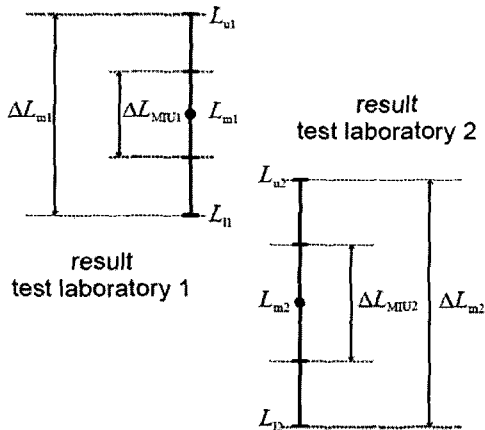 L_u1
ΔL_m1
ΔL_MIU1
L_m1
L_l1
result
test laboratory 1
result
test laboratory 2
L_u2
L_m2
ΔL_MIU2
ΔL_m2
L_l2